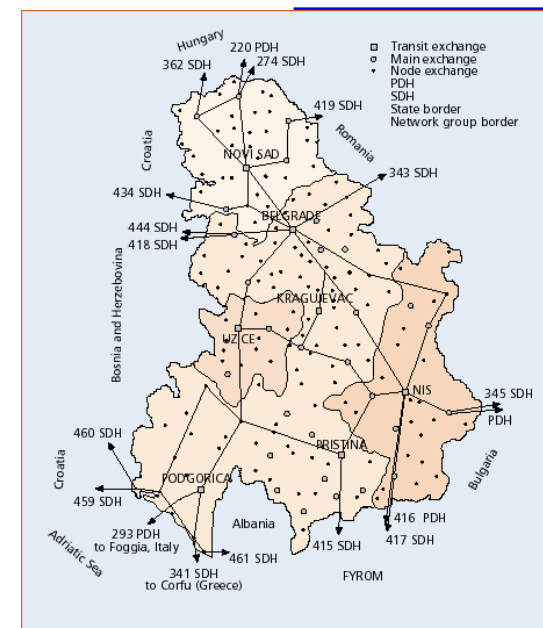 Hungary
220 PDH
274 SDH
362 SDH
Transit exchange
Main exchange
Node exchange
PDH
SDH
State border
Network group border
419 SDH
Croatia
Romania
NOVI SAD
343 SDH
434 SDH
BELGRADE
444 SDH
418 SDH
Bosnia and Herzebovina
KRAGUJEVAC
UZICE
NIS
345 SDH
PDH
460 SDH
PRISTINA
Croatia
PODGORICA
Bulgaria
459 SDH
Adriatic Sea
293 PDH
to Foggia, Italy
Albania
416 PDH
417 SDH
415 SDH
461 SDH
341 SDH
to Corfu (Greece)
FYROM